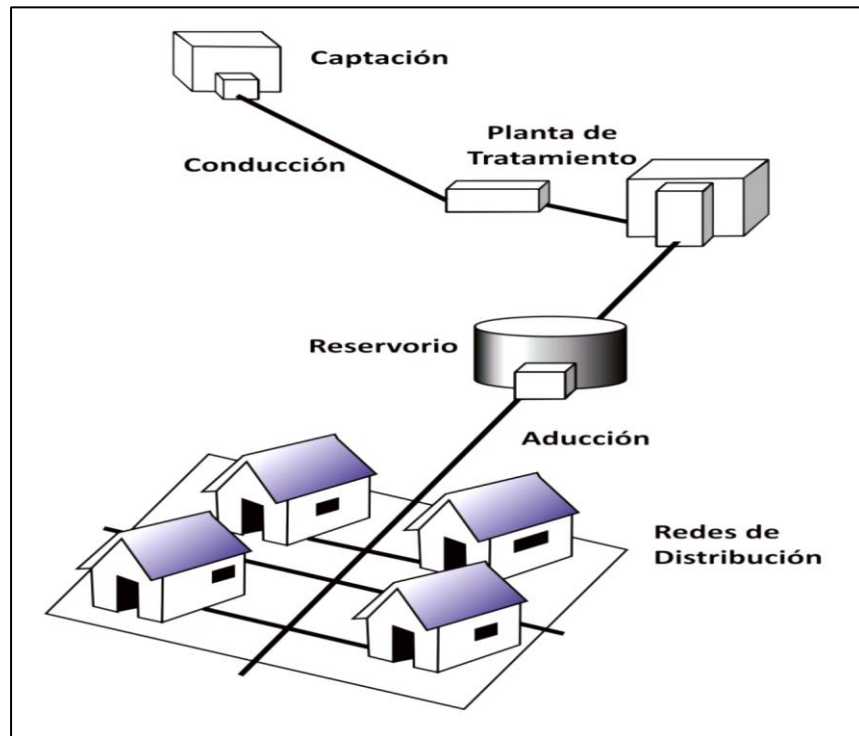 Captación
Planta de
Tratamiento
Conducción
Reservorio
Aducción
Redes de
Distribución